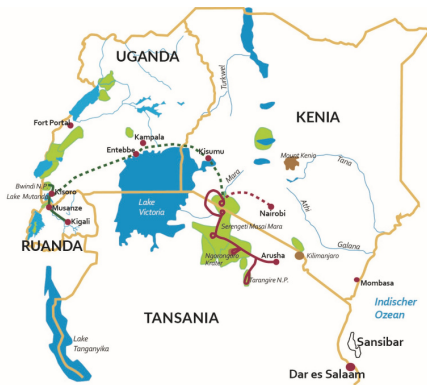 UGANDA
Turkwel
KENIA
Fort Portal
Kampala
Entebbe
Kisumu
Mount Kenia
Tana
Mara
Bwindi N.P.
Kisoro
Lake Mutanda
Musanze
Kigali
Lake
Victoria
Nairobi
Athi
Serengeti Masai Mara
Galana
RUANDA
Ngorongoro
Krater
Arusha
Kilimanjaro
Tarangire N.P.
Mombasa
Indischer
Ozean
TANSANIA
Sansibar
Lake
Tanganyika
Dar es Salaam